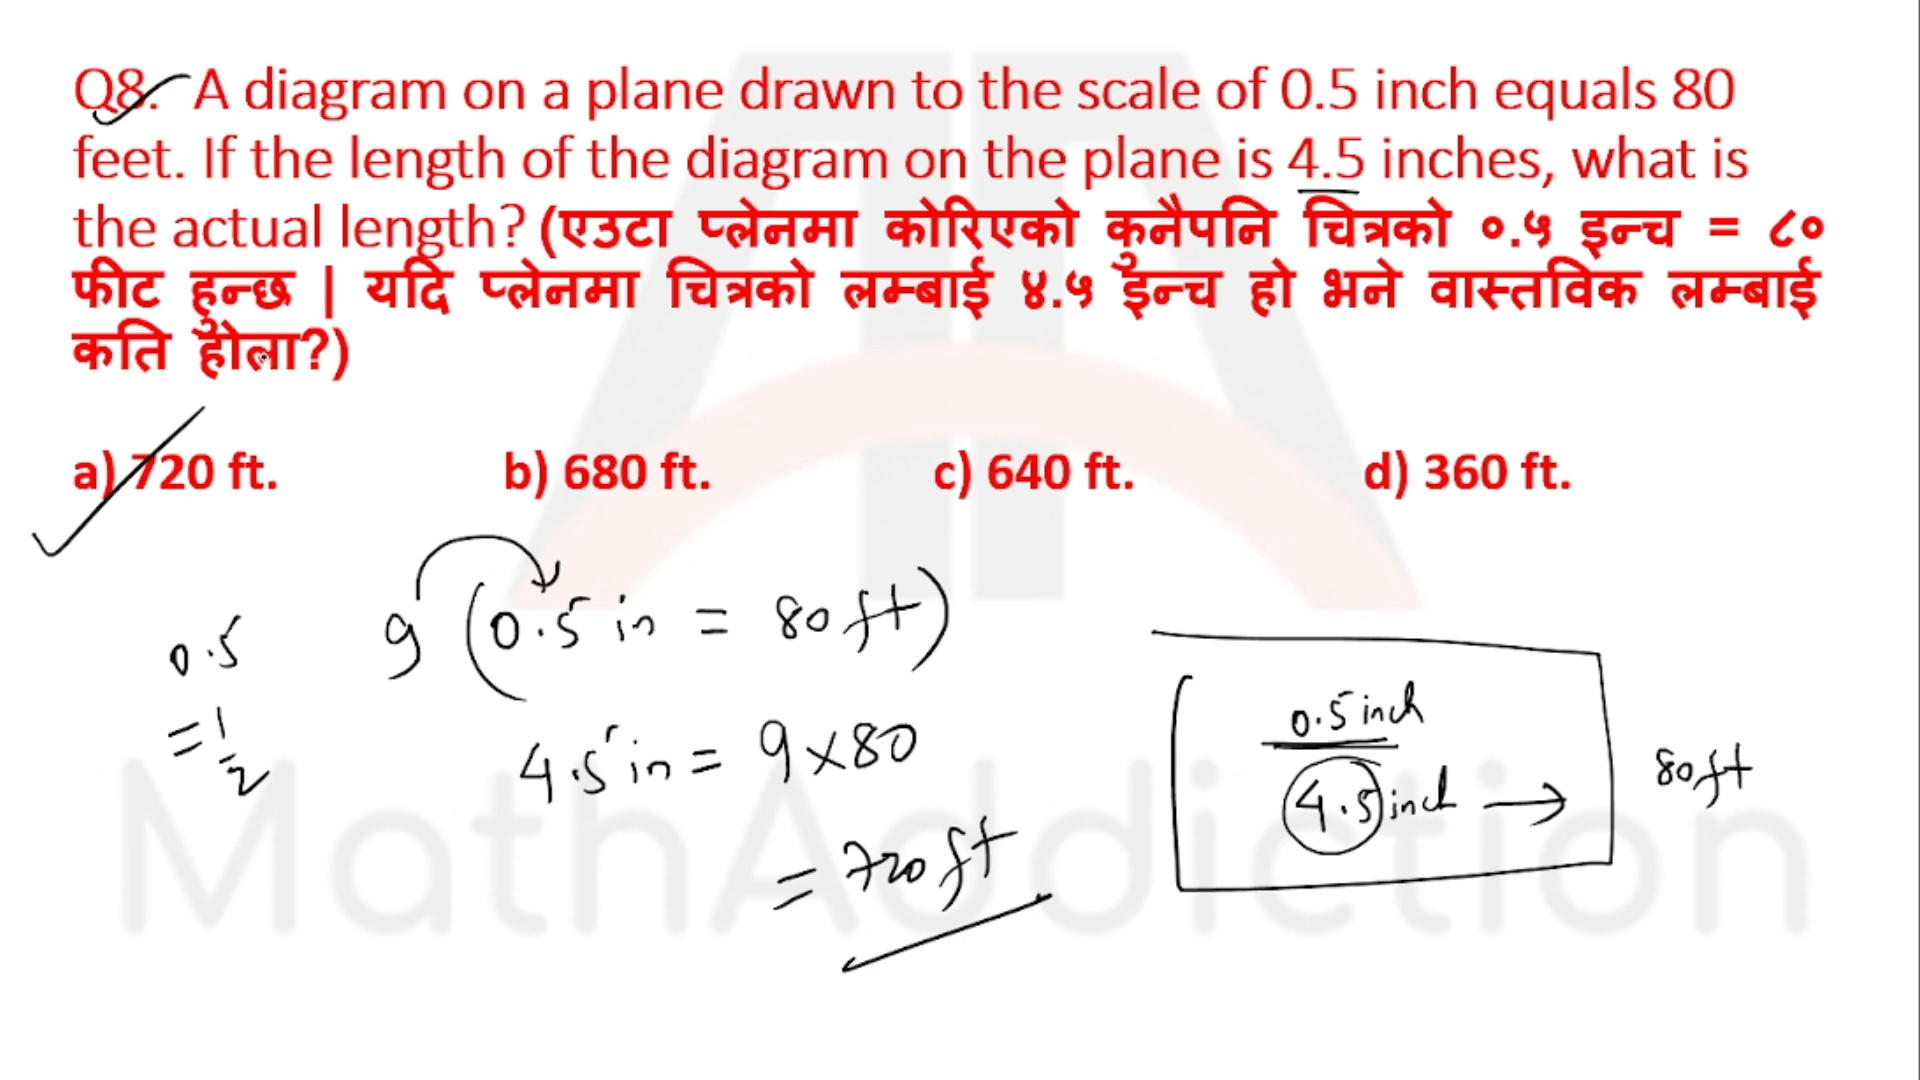 Q8. A diagram on a plane drawn to the scale of 0.5 inch equals 80
feet. If the length of the diagram on the plane is 4.5 inches, what is
the actual length? (एउटा प्लेनमा कोरिएको कुनैपनि चित्रको ०.५ इन्च = ८०
फीट हुन्छ | यदि प्लेनमा चित्रको लम्बाई ४.५ इन्च हो भने वास्तविक लम्बाई
कति होला?)
a) 720 ft. b) 680 ft. c) 640 ft. d) 360 ft.
0.5
= 1/2
9 (0.5 in = 80 ft)
4.5 in = 9 x 80
= 720 ft
0.5 inch
4.5 inch →
80 ft
MathAddiction